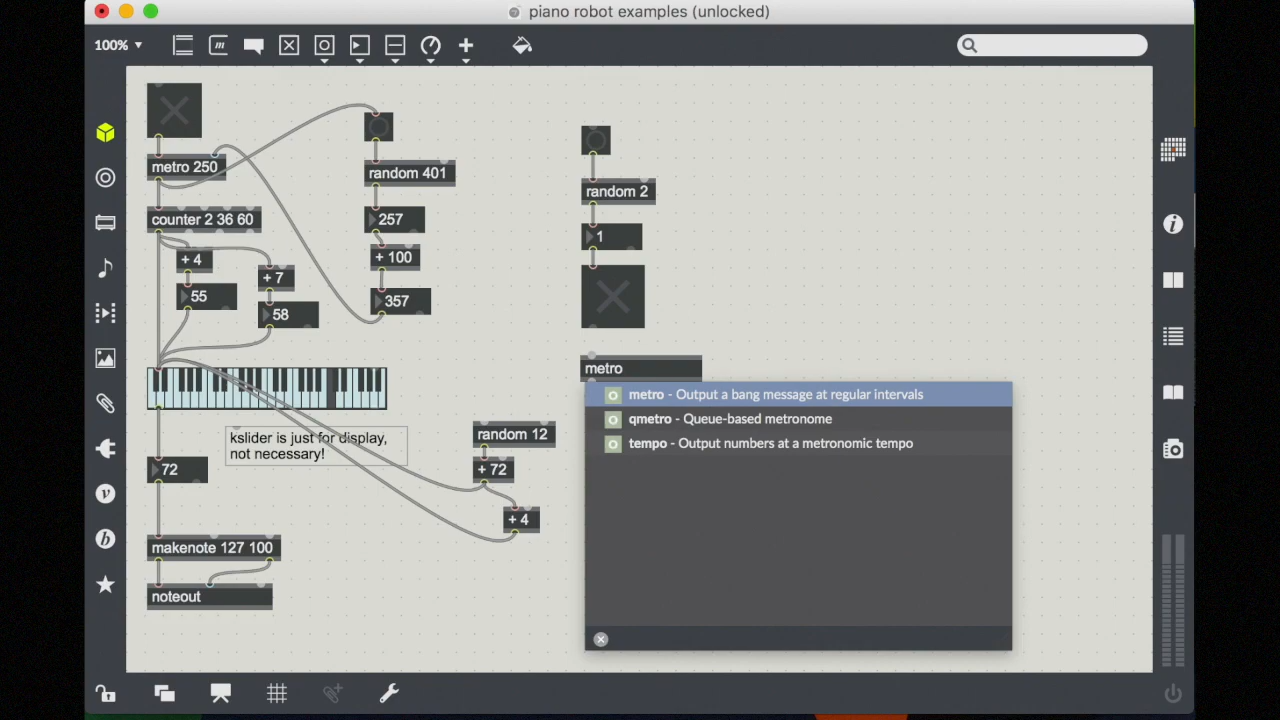 piano robot examples (unlocked)
100%
m
metro 250
counter 2 36 60
+ 4
55
+ 7
58
random 401
257
+ 100
357
kslider is just for display,
not necessary!
72
makenote 127 100
noteout
random 12
+ 72
+ 4
random 2
1
metro
metro - Output a bang message at regular intervals
qmetro - Queue-based metronome
tempo - Output numbers at a metronomic tempo